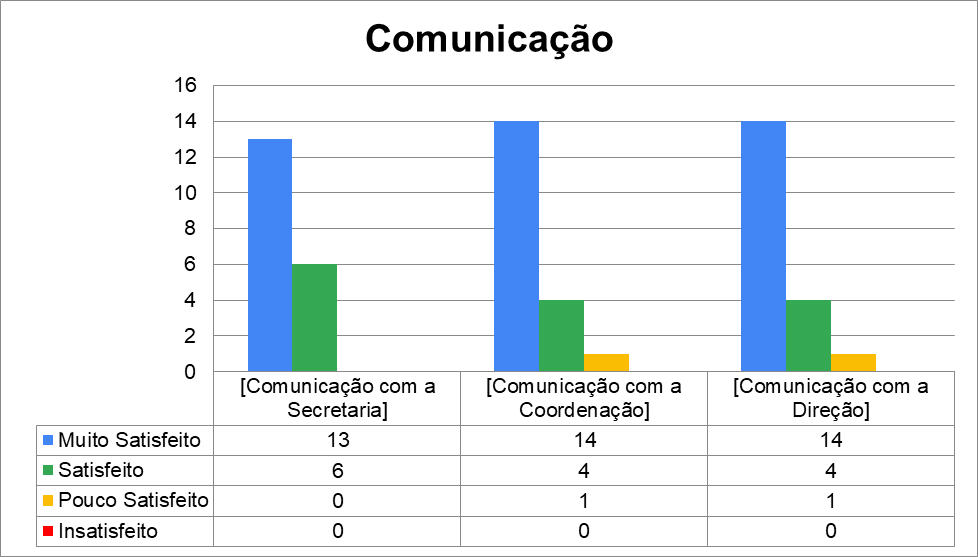 Comunicação
16
14
12
10
8
6
4
2
0
[Comunicação com a Secretaria] [Comunicação com a Coordenação] [Comunicação com a Direção]
Muito Satisfeito 13 14 14
Satisfeito 6 4 4
Pouco Satisfeito 0 1 1
Insatisfeito 0 0 0